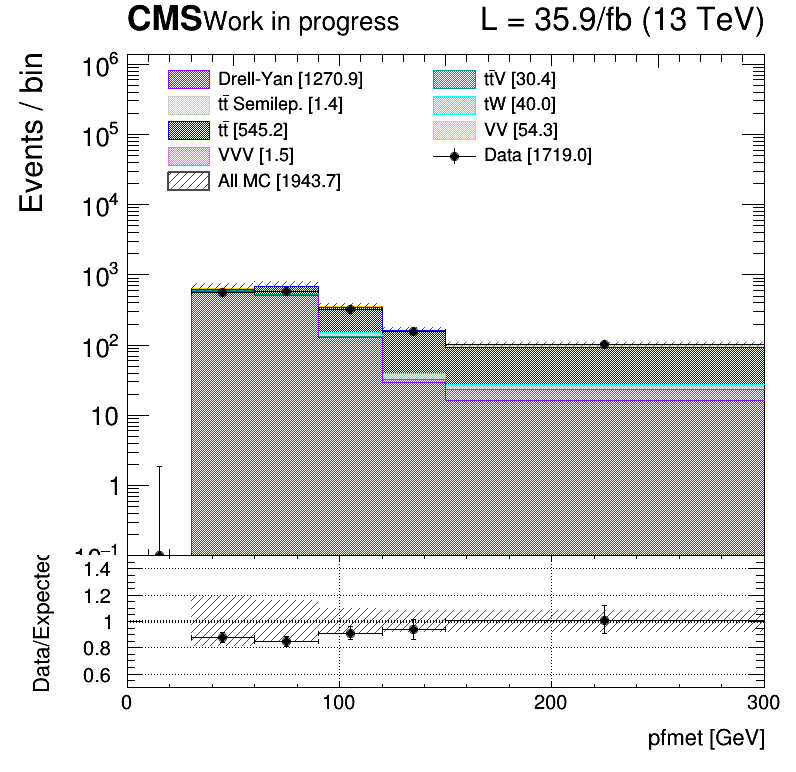 CMS Work in progress L = 35.9/fb (13 TeV)
Events / bin
10⁶
10⁵
10⁴
10³
10²
10
1
10⁻¹
Drell-Yan [1270.9]
tt̄ Semilep. [1.4]
tt̄ [545.2]
VVV [1.5]
All MC [1943.7]
tt̄V [30.4]
tW [40.0]
VV [54.3]
Data [1719.0]
Data/Expected
1.4
1.2
1
0.8
0.6
0 100 200 300
pfmet [GeV]